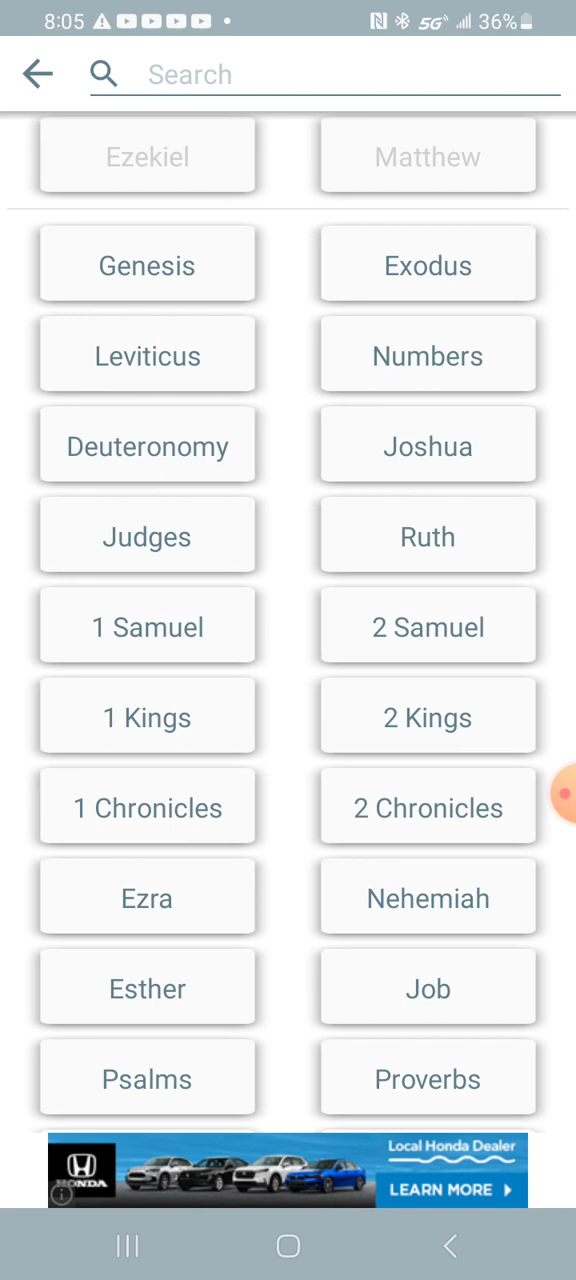 8:05 5G 36%
Search
Ezekiel Matthew
Genesis Exodus
Leviticus Numbers
Deuteronomy Joshua
Judges Ruth
1 Samuel 2 Samuel
1 Kings 2 Kings
1 Chronicles 2 Chronicles
Ezra Nehemiah
Esther Job
Psalms Proverbs
Local Honda Dealer
HONDA
LEARN MORE